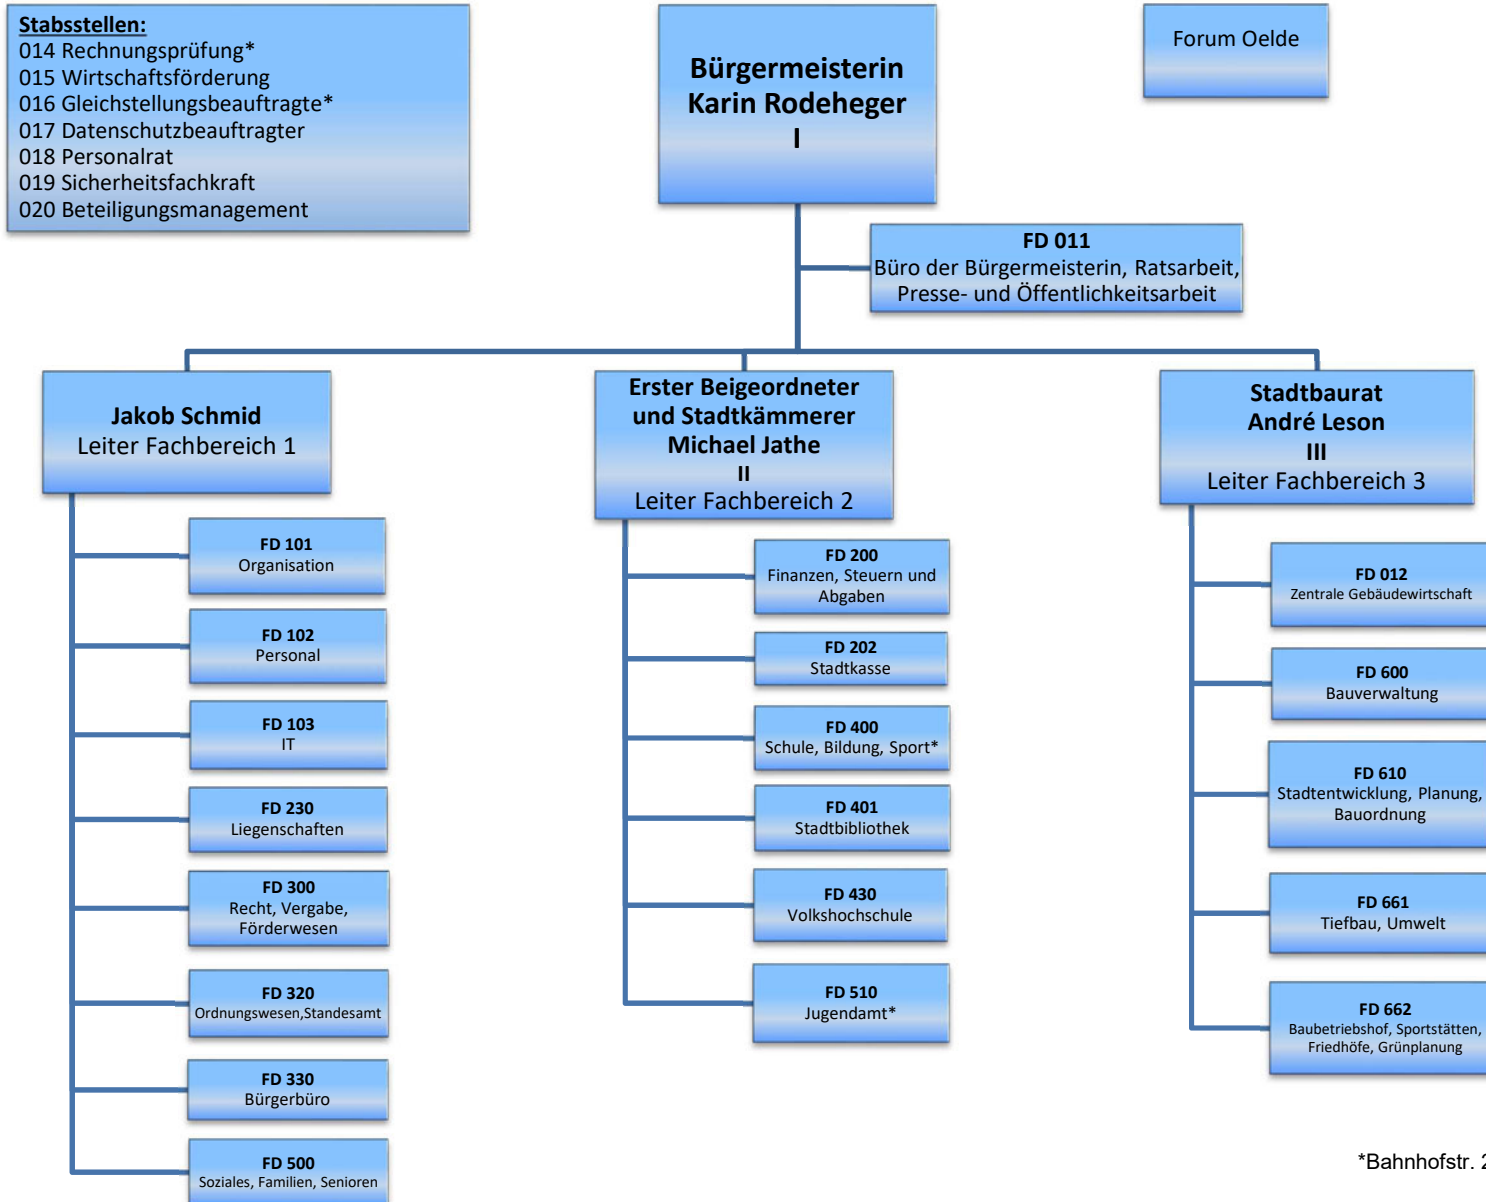 Stabsstellen:
014 Rechnungsprüfung*
015 Wirtschaftsförderung
016 Gleichstellungsbeauftragte*
017 Datenschutzbeauftragter
018 Personalrat
019 Sicherheitsfachkraft
020 Beteiligungsmanagement
Bürgermeisterin
Karin Rodeheger
I
Forum Oelde
FD 011
Büro der Bürgermeisterin, Ratsarbeit,
Presse- und Öffentlichkeitsarbeit
Jakob Schmid
Leiter Fachbereich 1
FD 101
Organisation
FD 102
Personal
FD 103
IT
FD 230
Liegenschaften
FD 300
Recht, Vergabe,
Förderwesen
FD 320
Ordnungswesen,Standesamt
FD 330
Bürgerbüro
FD 500
Soziales, Familien, Senioren
Erster Beigeordneter
und Stadtkämmerer
Michael Jathe
II
Leiter Fachbereich 2
FD 200
Finanzen, Steuern und
Abgaben
FD 202
Stadtkasse
FD 400
Schule, Bildung, Sport*
FD 401
Stadtbibliothek
FD 430
Volkshochschule
FD 510
Jugendamt*
Stadtbaurat
André Leson
III
Leiter Fachbereich 3
FD 012
Zentrale Gebäudewirtschaft
FD 600
Bauverwaltung
FD 610
Stadtentwicklung, Planung,
Bauordnung
FD 661
Tiefbau, Umwelt
FD 662
Baubetriebshof, Sportstätten,
Friedhöfe, Grünplanung
*Bahnhofstr. 2